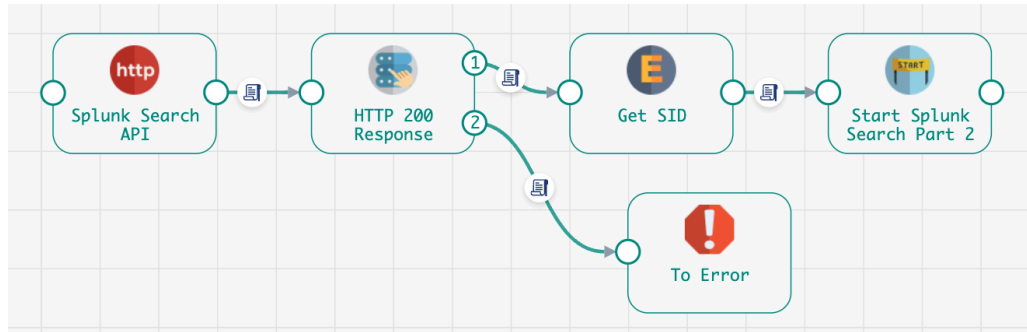 http
Splunk Search
API
HTTP 200
Response
1
2
E
Get SID
START
Start Splunk
Search Part 2
!
To Error